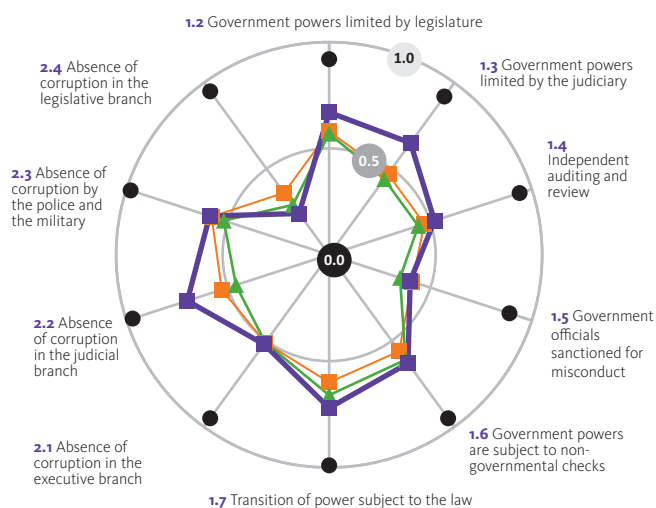 1.2 Government powers limited by legislature
1.0
1.3 Government powers
limited by the judiciary
0.5
1.4
Independent
auditing and
review
0.0
1.5 Government
officials
sanctioned for
misconduct
1.6 Government powers
are subject to non-
governmental checks
1.7 Transition of power subject to the law
2.1 Absence of
corruption in the
executive branch
2.2 Absence
of corruption
in the judicial
branch
2.3 Absence of
corruption by
the police and
the military
2.4 Absence of
corruption in the
legislative branch